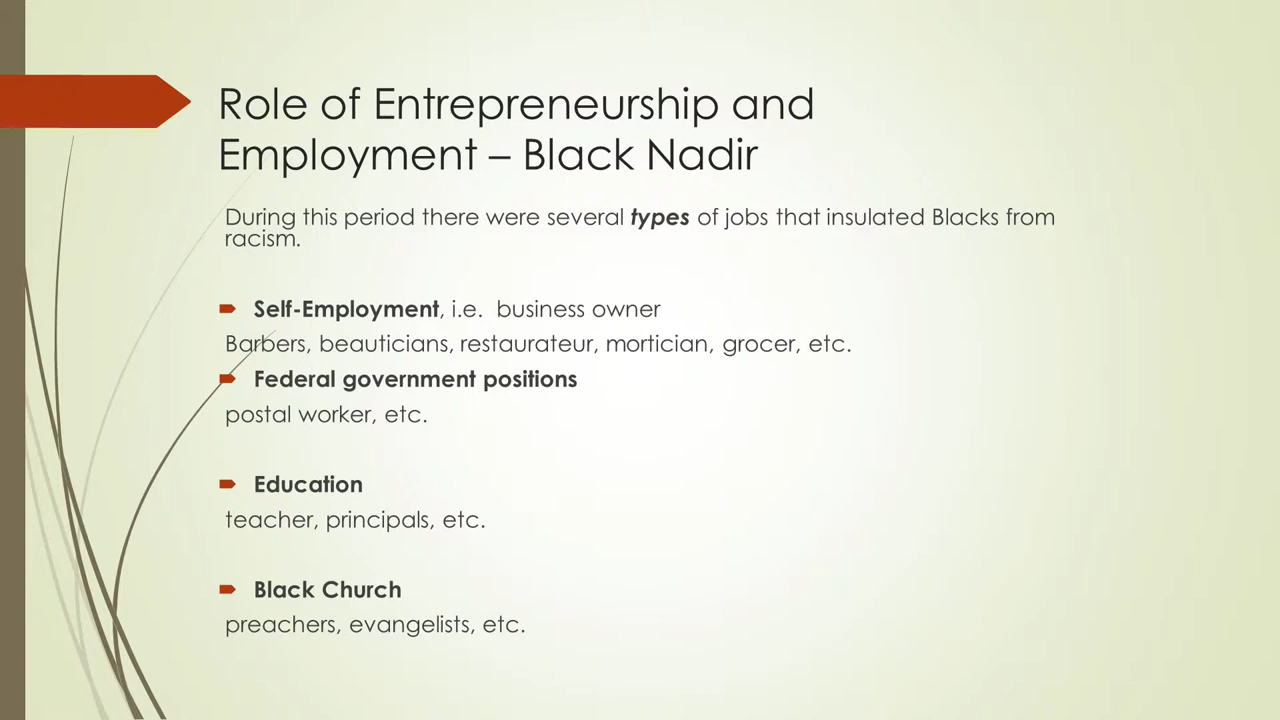 Role of Entrepreneurship and
Employment – Black Nadir
During this period there were several types of jobs that insulated Blacks from
racism.
Self-Employment, i.e.  business owner
Barbers, beauticians, restaurateur, mortician, grocer, etc.
Federal government positions
postal worker, etc.
Education
teacher, principals, etc.
Black Church
preachers, evangelists, etc.